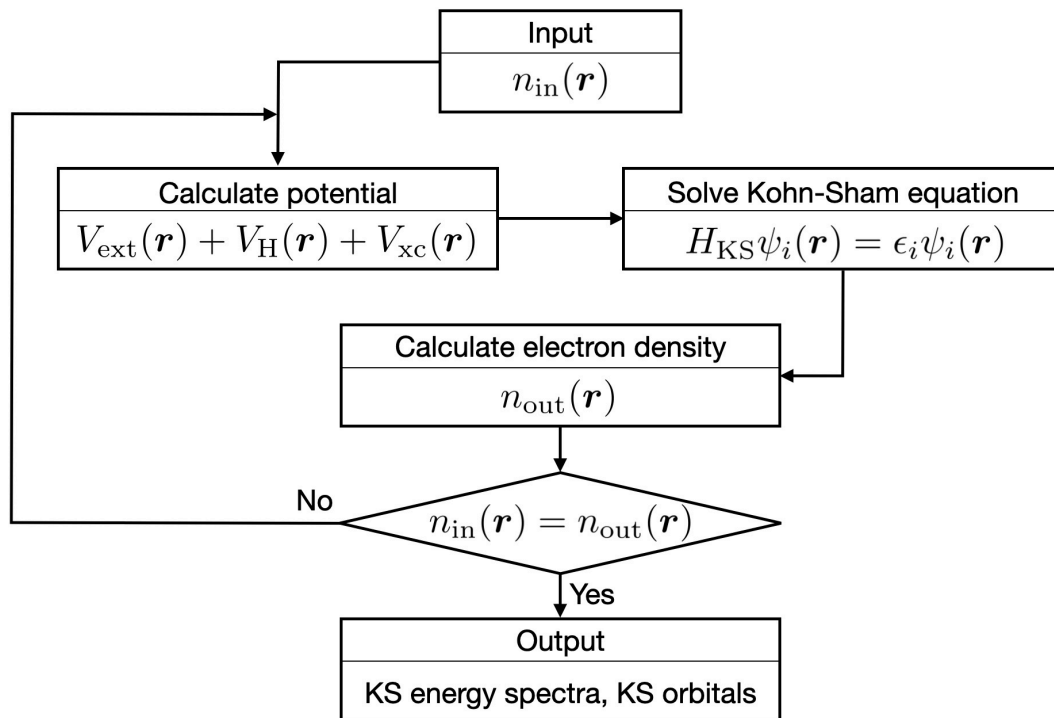 Input
n_in(r)
Calculate potential
V_ext(r) + V_H(r) + V_xc(r)
Solve Kohn-Sham equation
H_KS ψ_i(r) = ϵ_i ψ_i(r)
Calculate electron density
n_out(r)
No
n_in(r) = n_out(r)
Yes
Output
KS energy spectra, KS orbitals